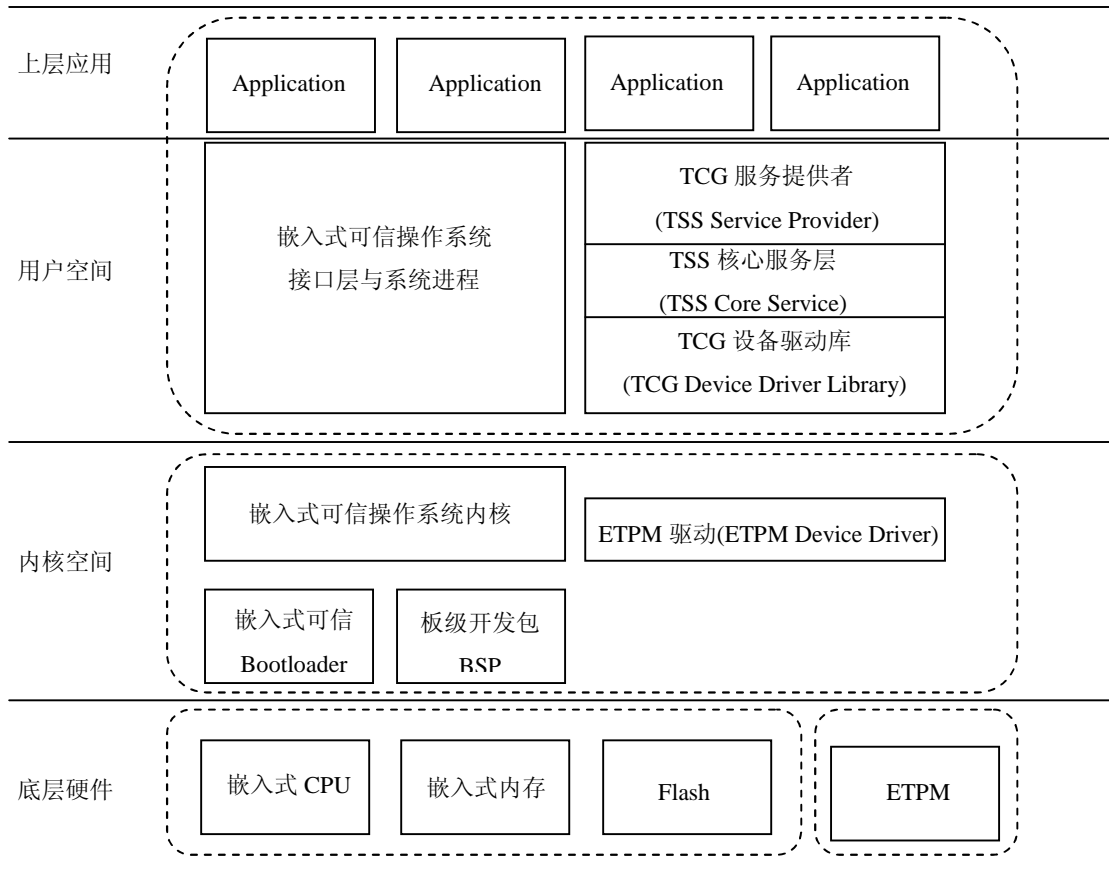 上层应用
Application
Application
Application
Application
用户空间
嵌入式可信操作系统
接口层与系统进程
TCG 服务提供者
(TSS Service Provider)
TSS 核心服务层
(TSS Core Service)
TCG 设备驱动库
(TCG Device Driver Library)
内核空间
嵌入式可信操作系统内核
ETPM 驱动(ETPM Device Driver)
嵌入式可信
Bootloader
板级开发包
BSP
底层硬件
嵌入式 CPU
嵌入式内存
Flash
ETPM